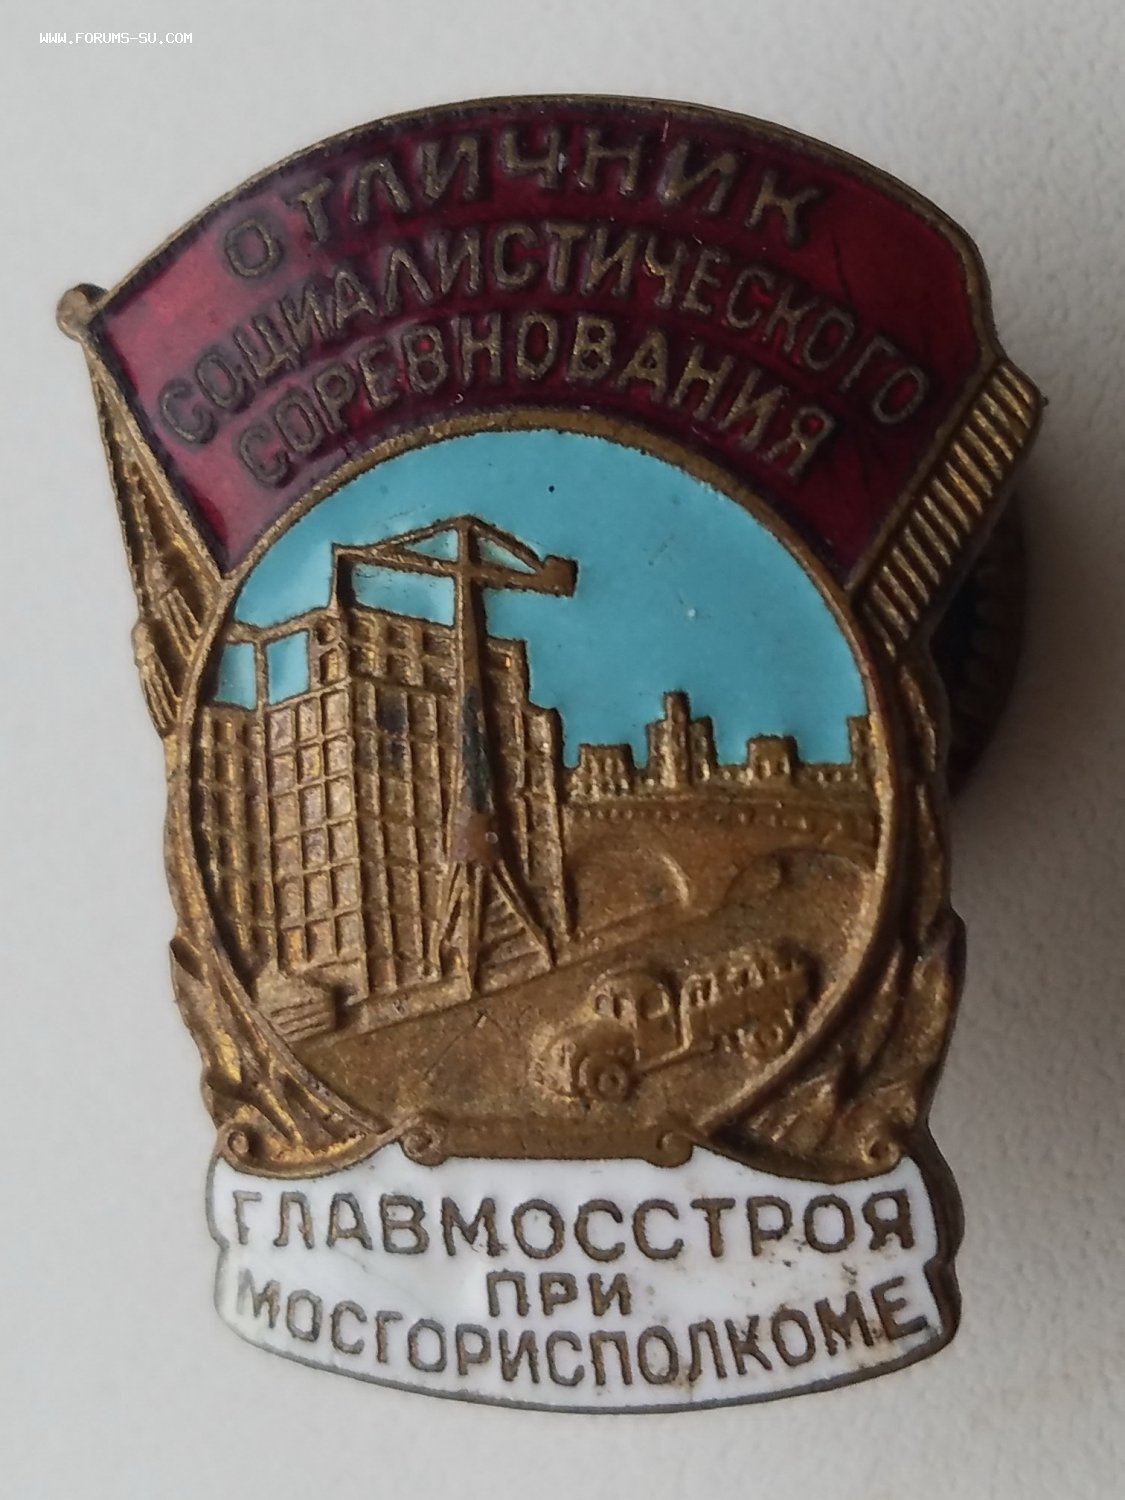 WWW.FORUMS-SU.COM
ОТЛИЧНИК
СОЦИАЛИСТИЧЕСКОГО
СОРЕВНОВАНИЯ
ГЛАВМОССТРОЯ
ПРИ
МОСГОРИСПОЛКОМЕ